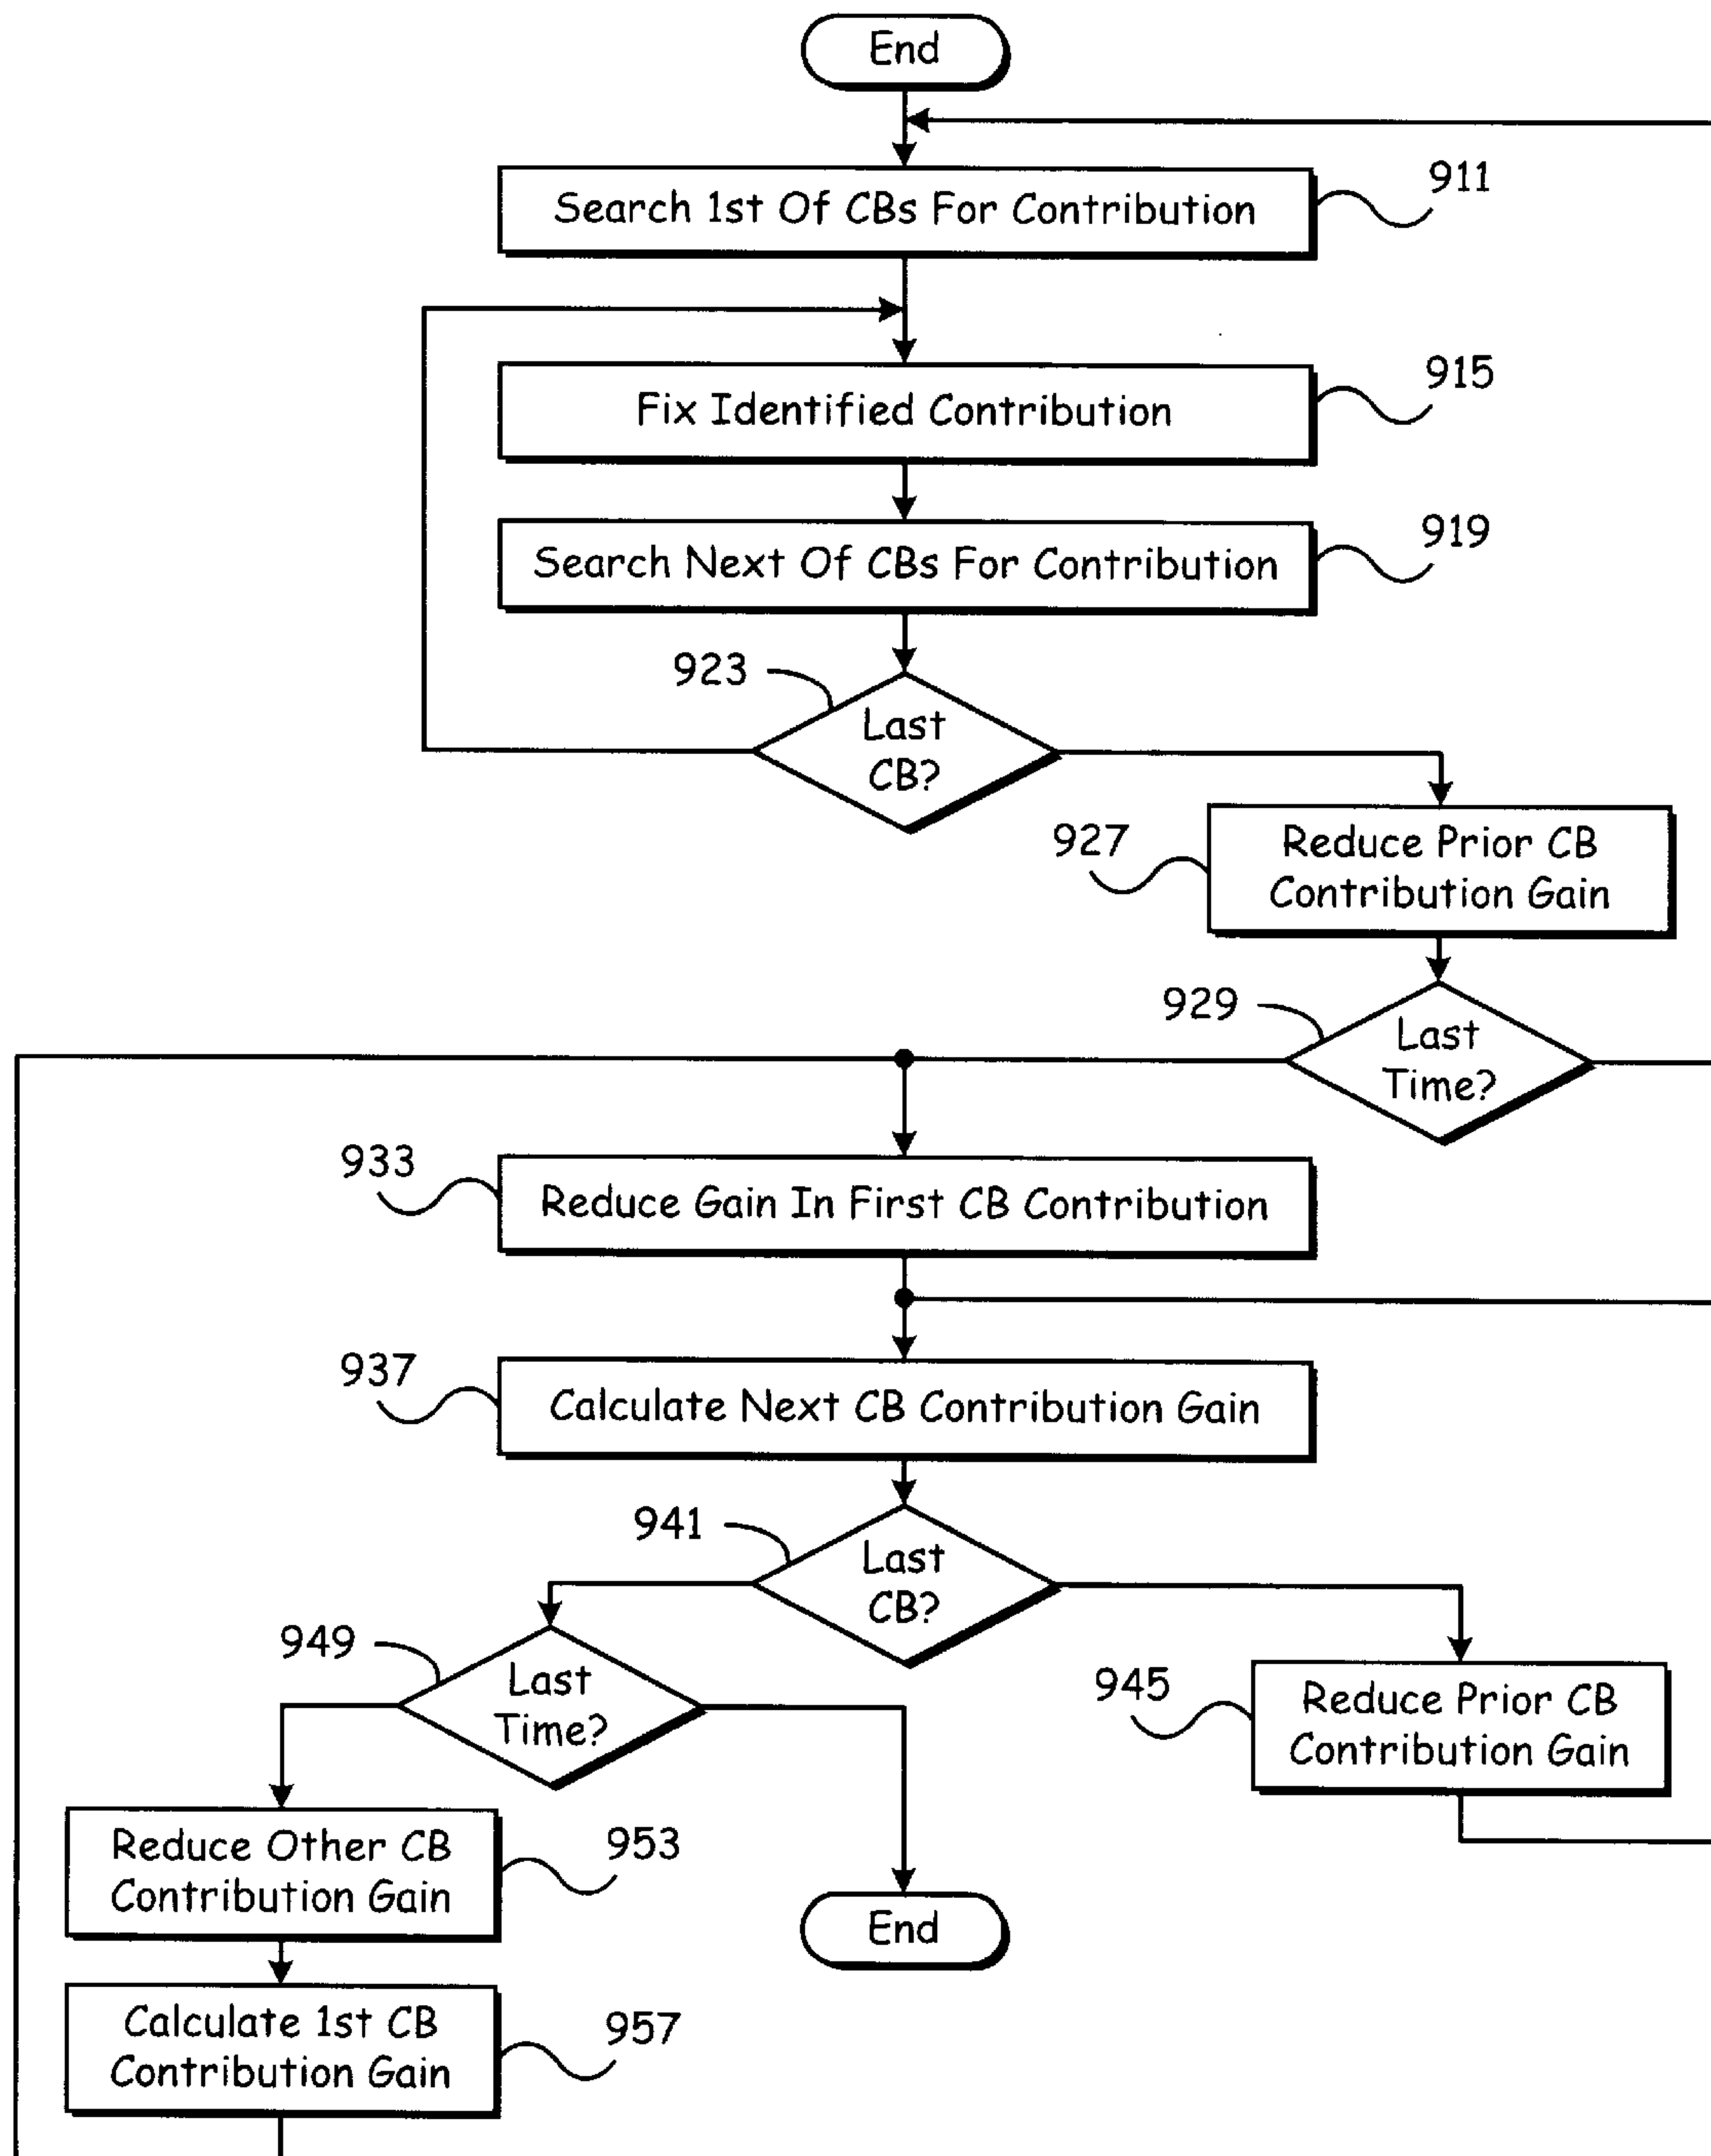 End
Search 1st Of CBs For Contribution
911
Fix Identified Contribution
915
Search Next Of CBs For Contribution
919
923
Last
CB?
927
Reduce Prior CB
Contribution Gain
929
Last
Time?
933
Reduce Gain In First CB Contribution
937
Calculate Next CB Contribution Gain
941
Last
CB?
949
Last
Time?
945
Reduce Prior CB
Contribution Gain
Reduce Other CB
Contribution Gain
953
End
Calculate 1st CB
Contribution Gain
957